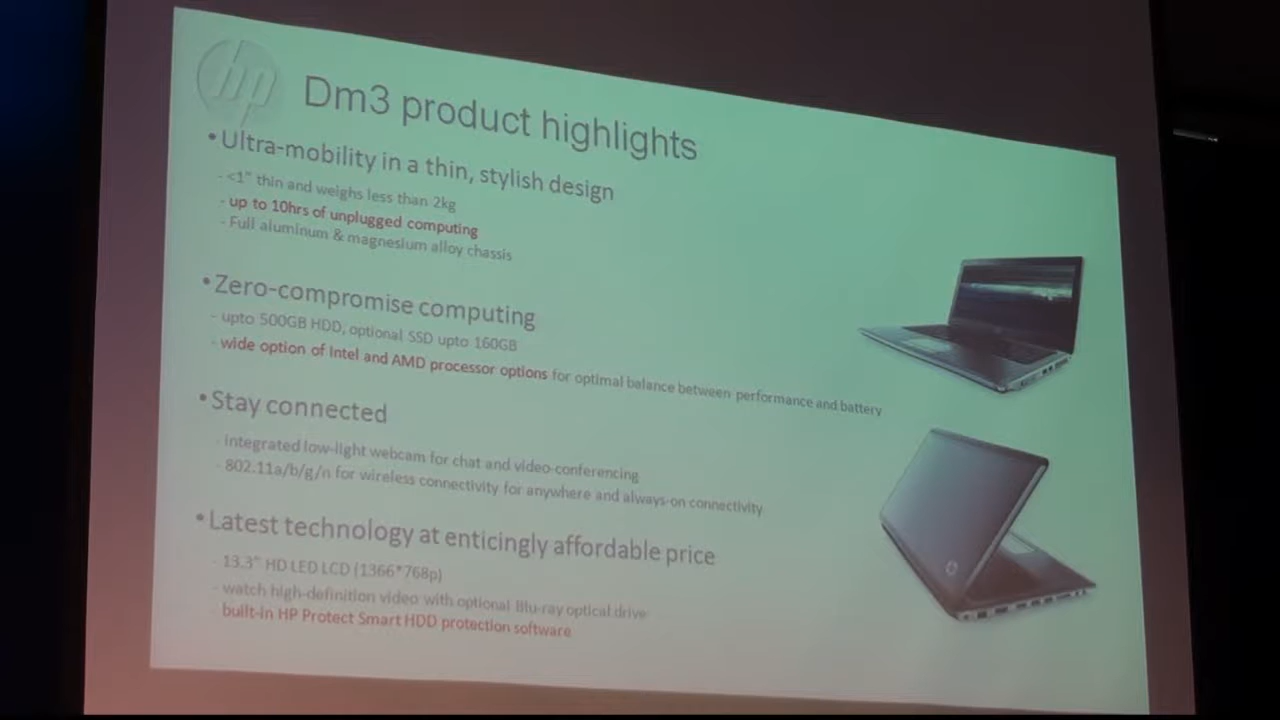 hp
Dm3 product highlights
•Ultra-mobility in a thin, stylish design
- <1" thin and weighs less than 2kg
- up to 10hrs of unplugged computing
- Full aluminum & magnesium alloy chassis
•Zero-compromise computing
- upto 500GB HDD, optional SSD upto 160GB
- wide option of Intel and AMD processor options for optimal balance between performance and battery
•Stay connected
- integrated low-light webcam for chat and video-conferencing
- 802.11a/b/g/n for wireless connectivity for anywhere and always-on connectivity
•Latest technology at enticingly affordable price
- 13.3" HD LED LCD (1366*768p)
- watch high-definition video with optional Blu-ray optical drive
- built-in HP Protect Smart HDD protection software